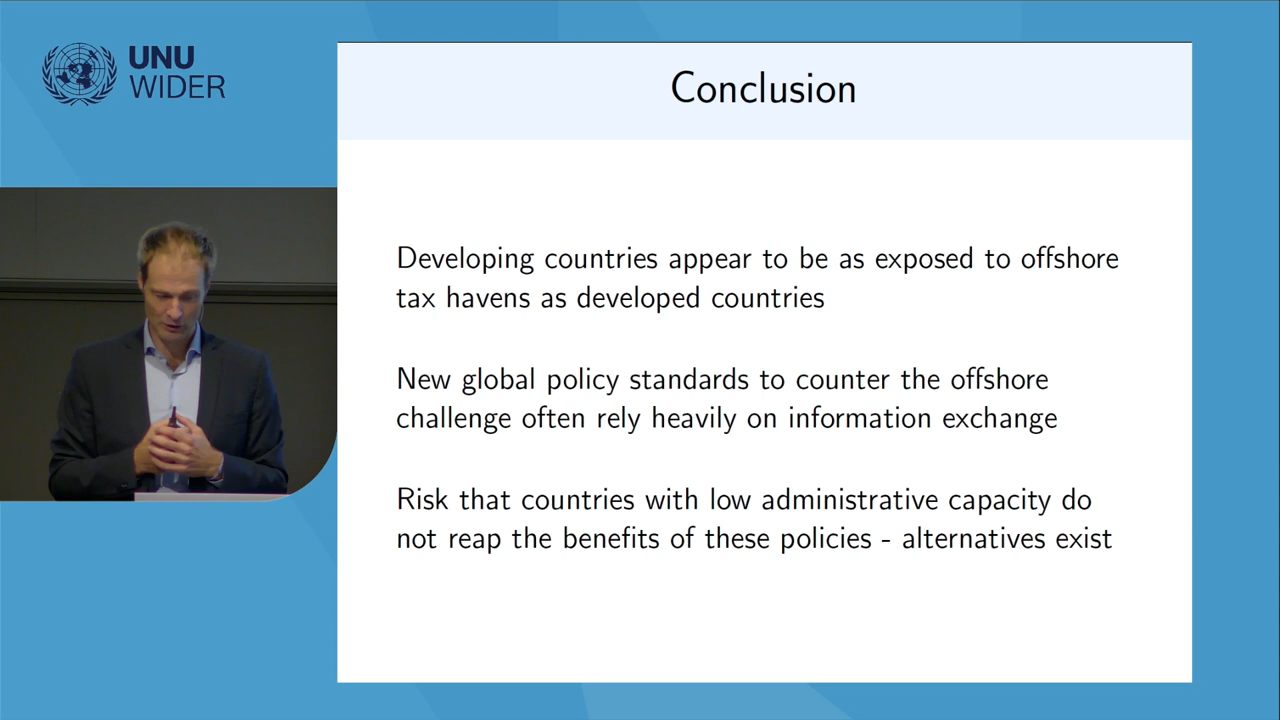 UNU
WIDER
Conclusion
Developing countries appear to be as exposed to offshore
tax havens as developed countries
New global policy standards to counter the offshore
challenge often rely heavily on information exchange
Risk that countries with low administrative capacity do
not reap the benefits of these policies - alternatives exist